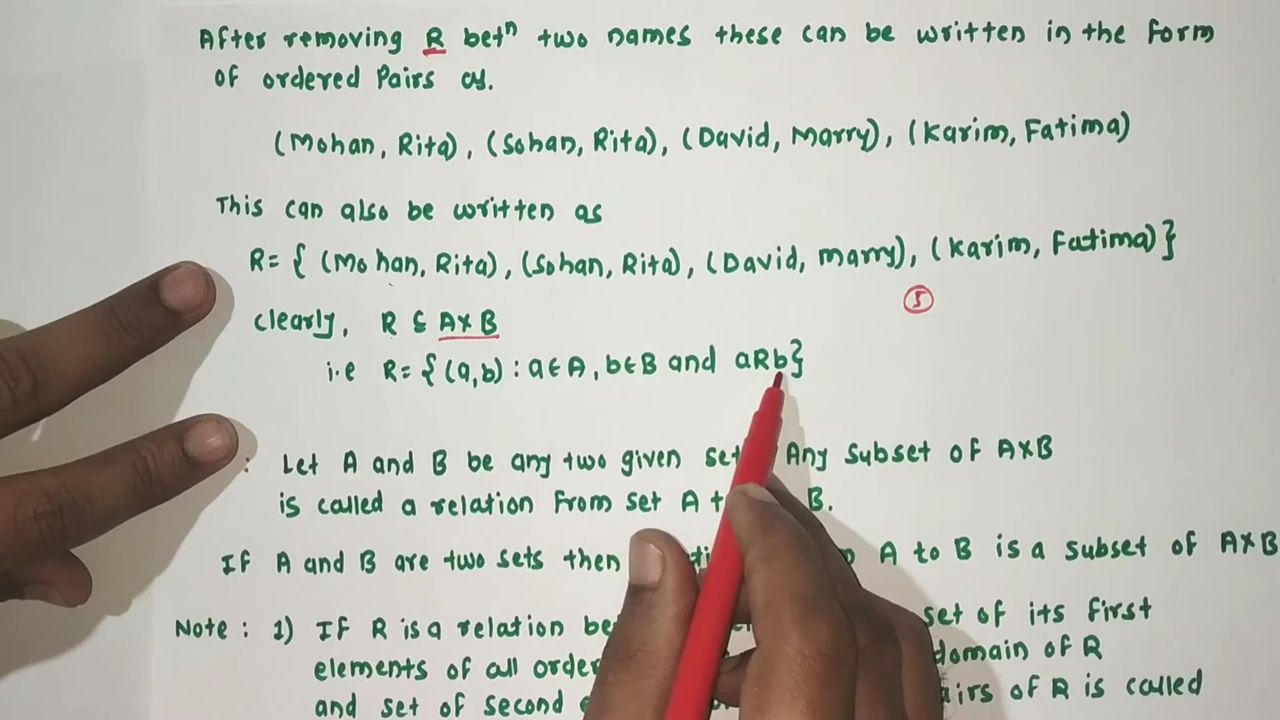 After removing R betn two names these can be written in the form
of ordered Pairs as.
(Mohan, Rita), (Sohan, Rita), (David, Marry), (Karim, Fatima)
This can also be written as
R= { (Mohan, Rita), (Sohan, Rita), (David, marry), (Karim, Fatima)}
5
clearly, R ⊆ A×B
i.e R= {(a,b) : a∈A, b∈B and aRb}
: Let A and B be any two given set Any subset of A×B
is called a relation from set A t B.
If A and B are two sets then A to B is a subset of A×B
Note : 1) If R is a relation be set of its first
elements of all order domain of R
and set of second airs of R is called